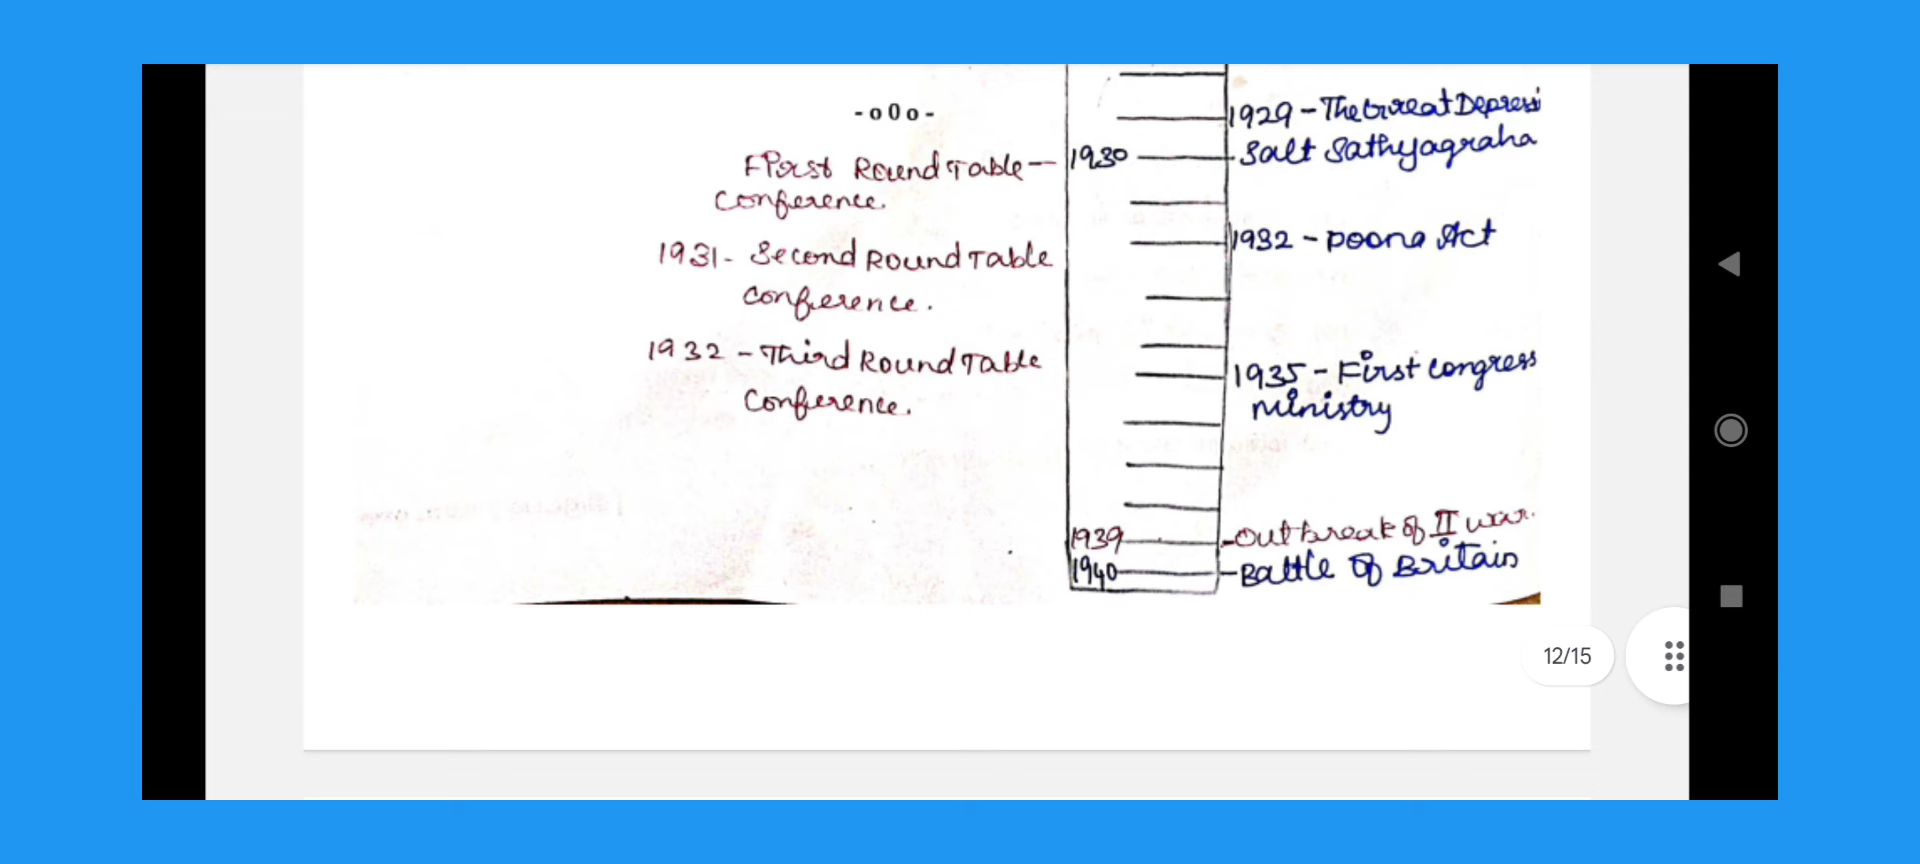 -o0o-
First Round Table —
Conference.
1931- Second Round Table
Conference.
1932 - Third Round Table
Conference.
1930
1939
1940
1929 - The Great Depressi
Salt Sathyagraha
1932 - Poona Act
1935 - First Congress
Ministry
-Outbreak of II war.
-Battle Of Britain
12/15